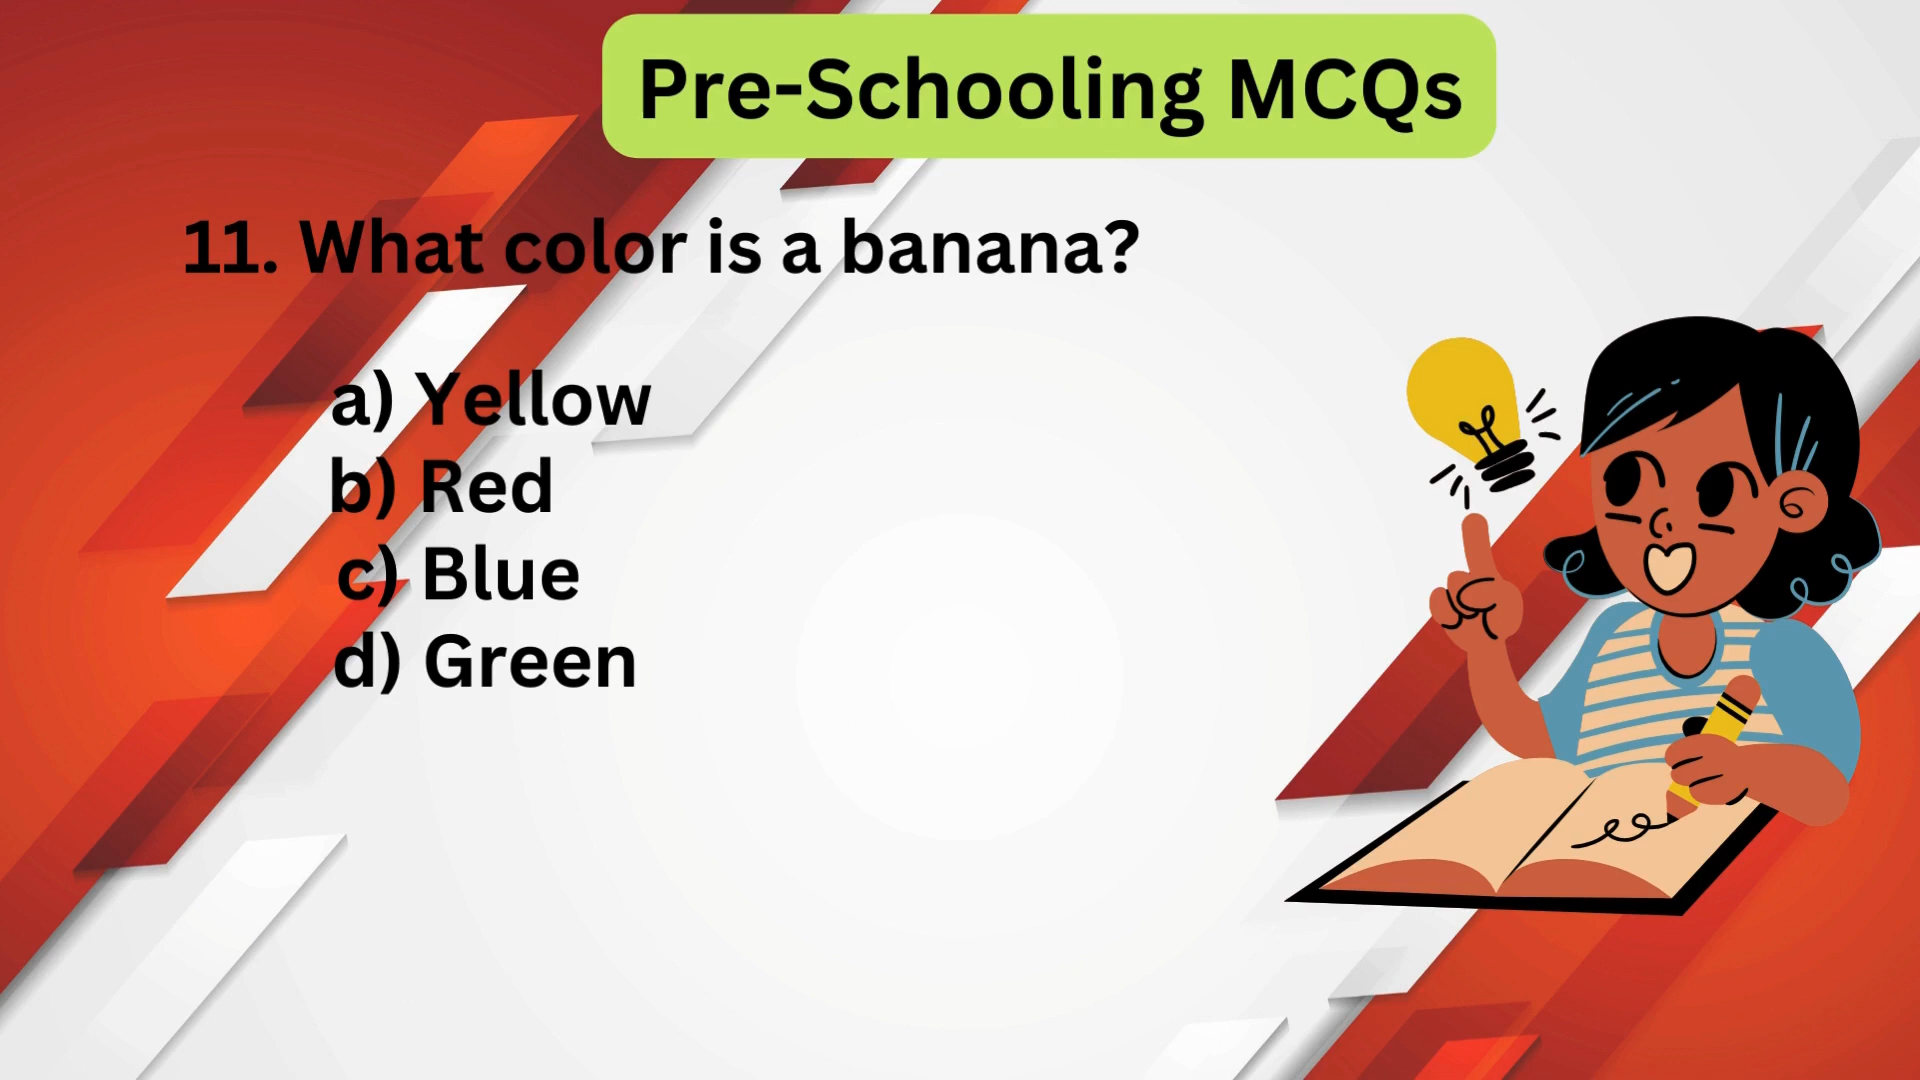 Pre-Schooling MCQs
11. What color is a banana?
a) Yellow
b) Red
c) Blue
d) Green